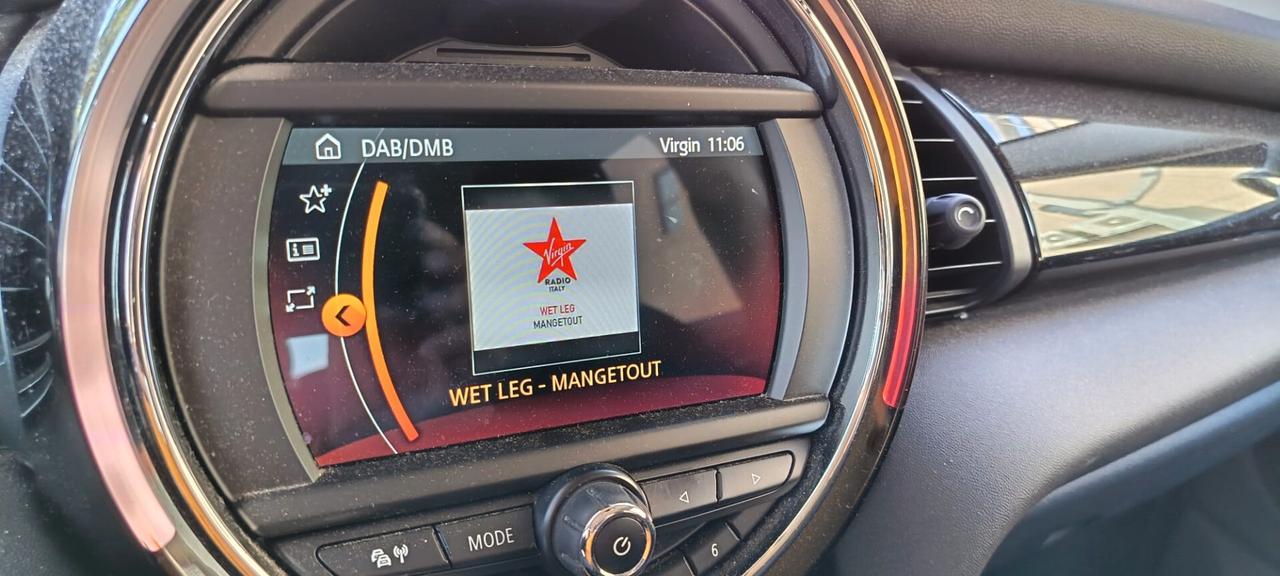 DAB/DMB
Virgin 11:06
Virgin
RADIO
ITALY
WET LEG
MANGETOUT
WET LEG - MANGETOUT
MODE
6